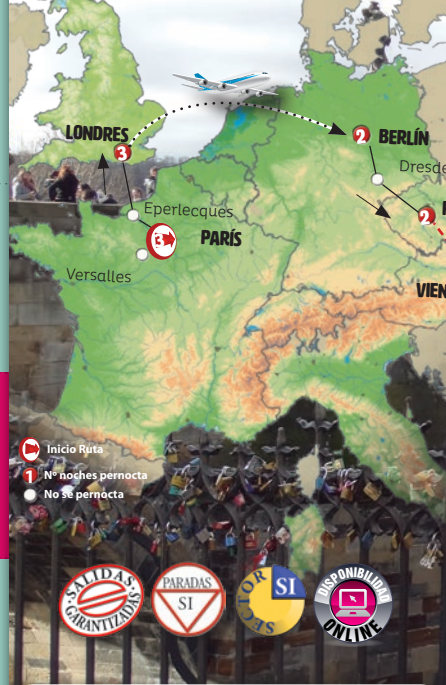 LONDRES
3
2
BERLÍN
Dresde
2
Eperlecques
3
PARÍS
Versalles
VIEN
Inicio Ruta
1 Nº noches pernocta
No se pernocta
SALIDAS
GARANTIZADAS
PARADAS
SI
SECTOR
SI
DISPONIBILIDAD
ONLINE